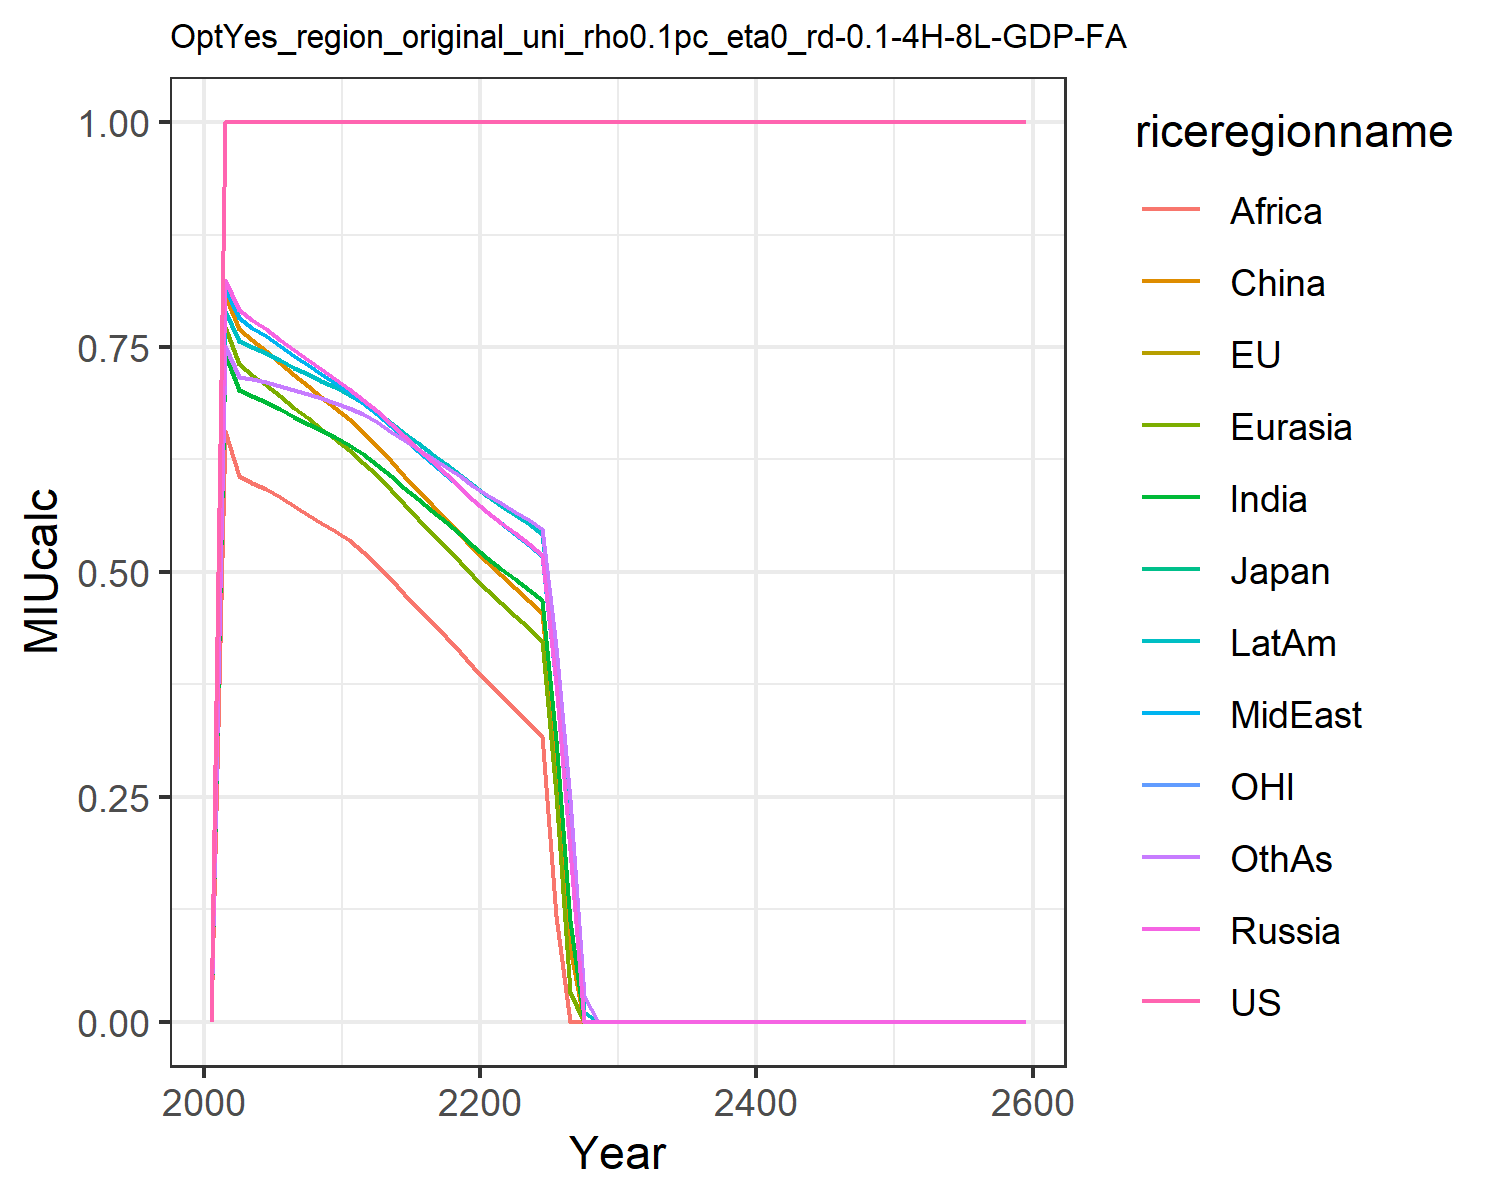 OptYes_region_original_uni_rho0.1pc_eta0_rd-0.1-4H-8L-GDP-FA
1.00
0.75
0.50
0.25
0.00
MIUcalc
2000 2200 2400 2600
Year
riceregionname
Africa
China
EU
Eurasia
India
Japan
LatAm
MidEast
OHI
OthAs
Russia
US